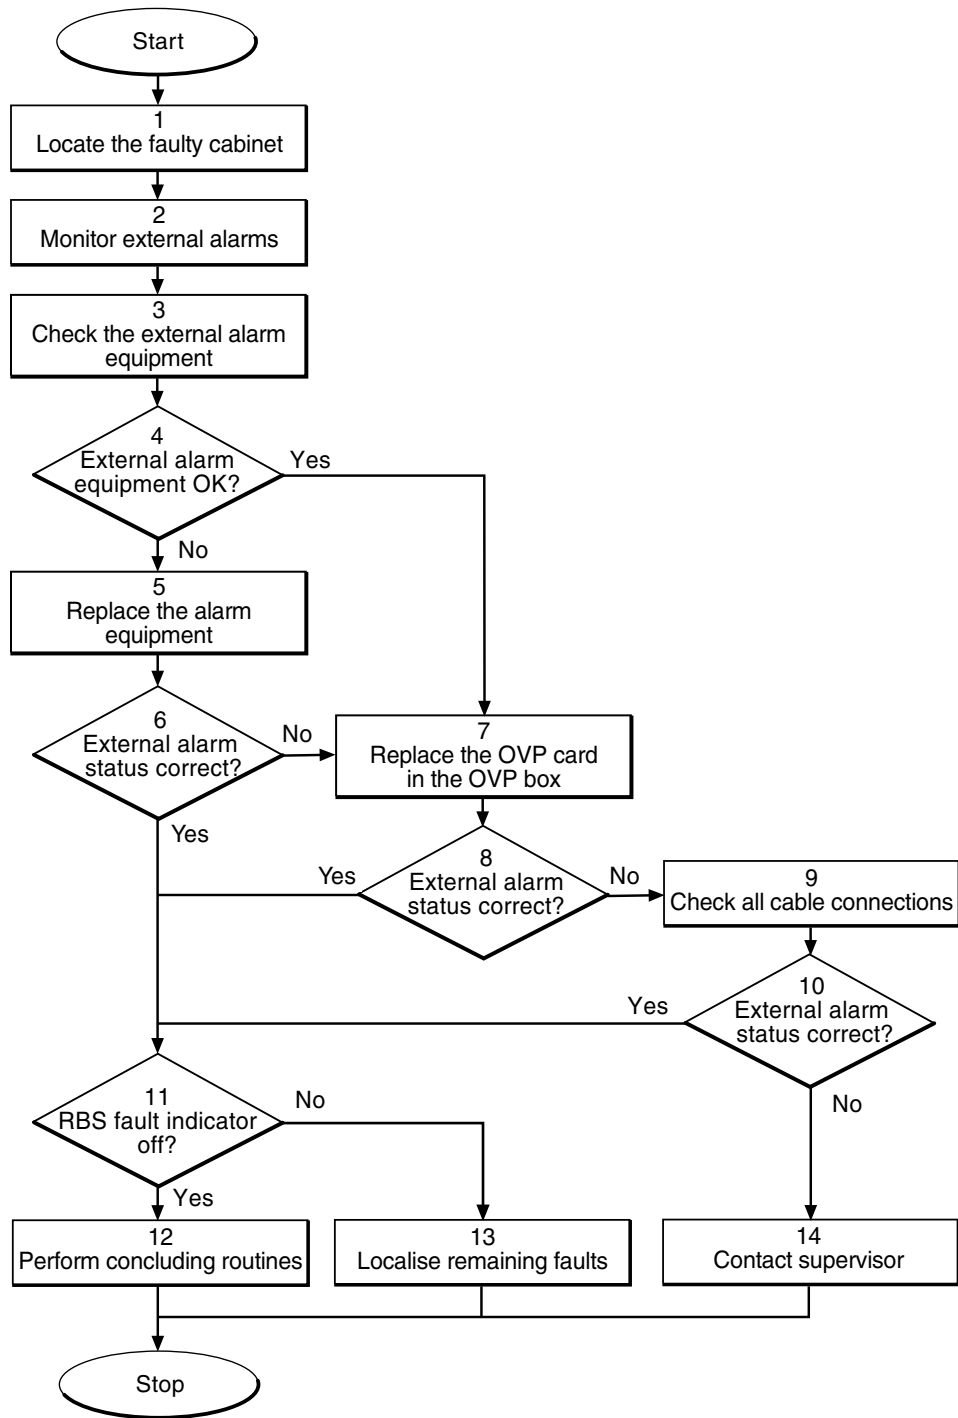 Start
1
Locate the faulty cabinet
2
Monitor external alarms
3
Check the external alarm
equipment
4
External alarm
equipment OK?
Yes
No
5
Replace the alarm
equipment
6
External alarm
status correct?
No
Yes
7
Replace the OVP card
in the OVP box
8
External alarm
status correct?
Yes
No
9
Check all cable connections
10
External alarm
status correct?
Yes
No
11
RBS fault indicator
off?
No
Yes
12
Perform concluding routines
13
Localise remaining faults
14
Contact supervisor
Stop